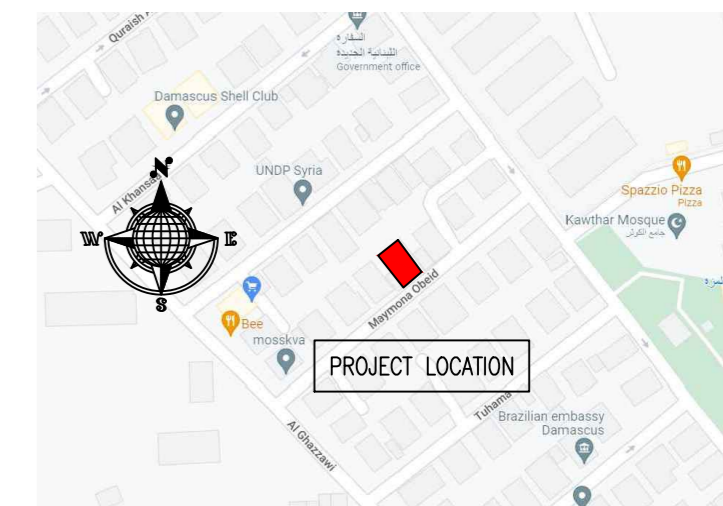 Quraish
السفارة
اللبنانية الجديدة
Government office
Damascus Shell Club
UNDP Syria
Al Khansaa
N
W
E
S
Spazzio Pizza
Pizza
Kawthar Mosque
جامع الكوثر
Maymona Obeid
Bee
mosskva
PROJECT LOCATION
Tuhama
Brazilian embassy
Damascus
Al Ghazzawi